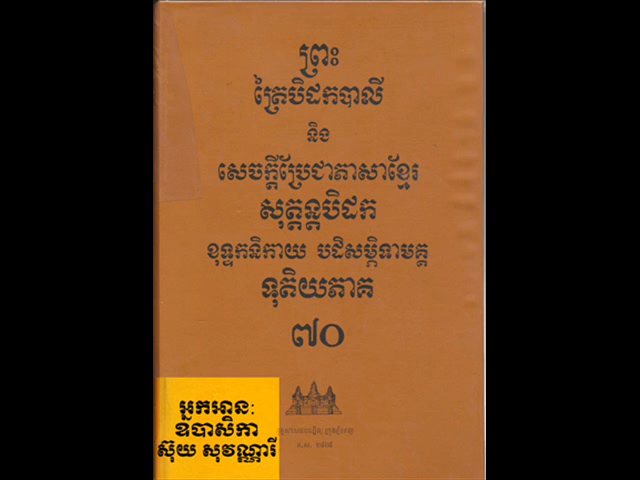 ព្រះ
ត្រៃបិដកបាលី
និង
សេចក្ដីប្រែជាភាសាខ្មែរ
សុត្តន្តបិដក
ខុទ្ទកនិកាយ បដិសម្ភិទាមគ្គ
ទុតិយភាគ
៧០
អ្នកអាន:
ឧបាសិកា
ស៊ុយ សុវណ្ណារី